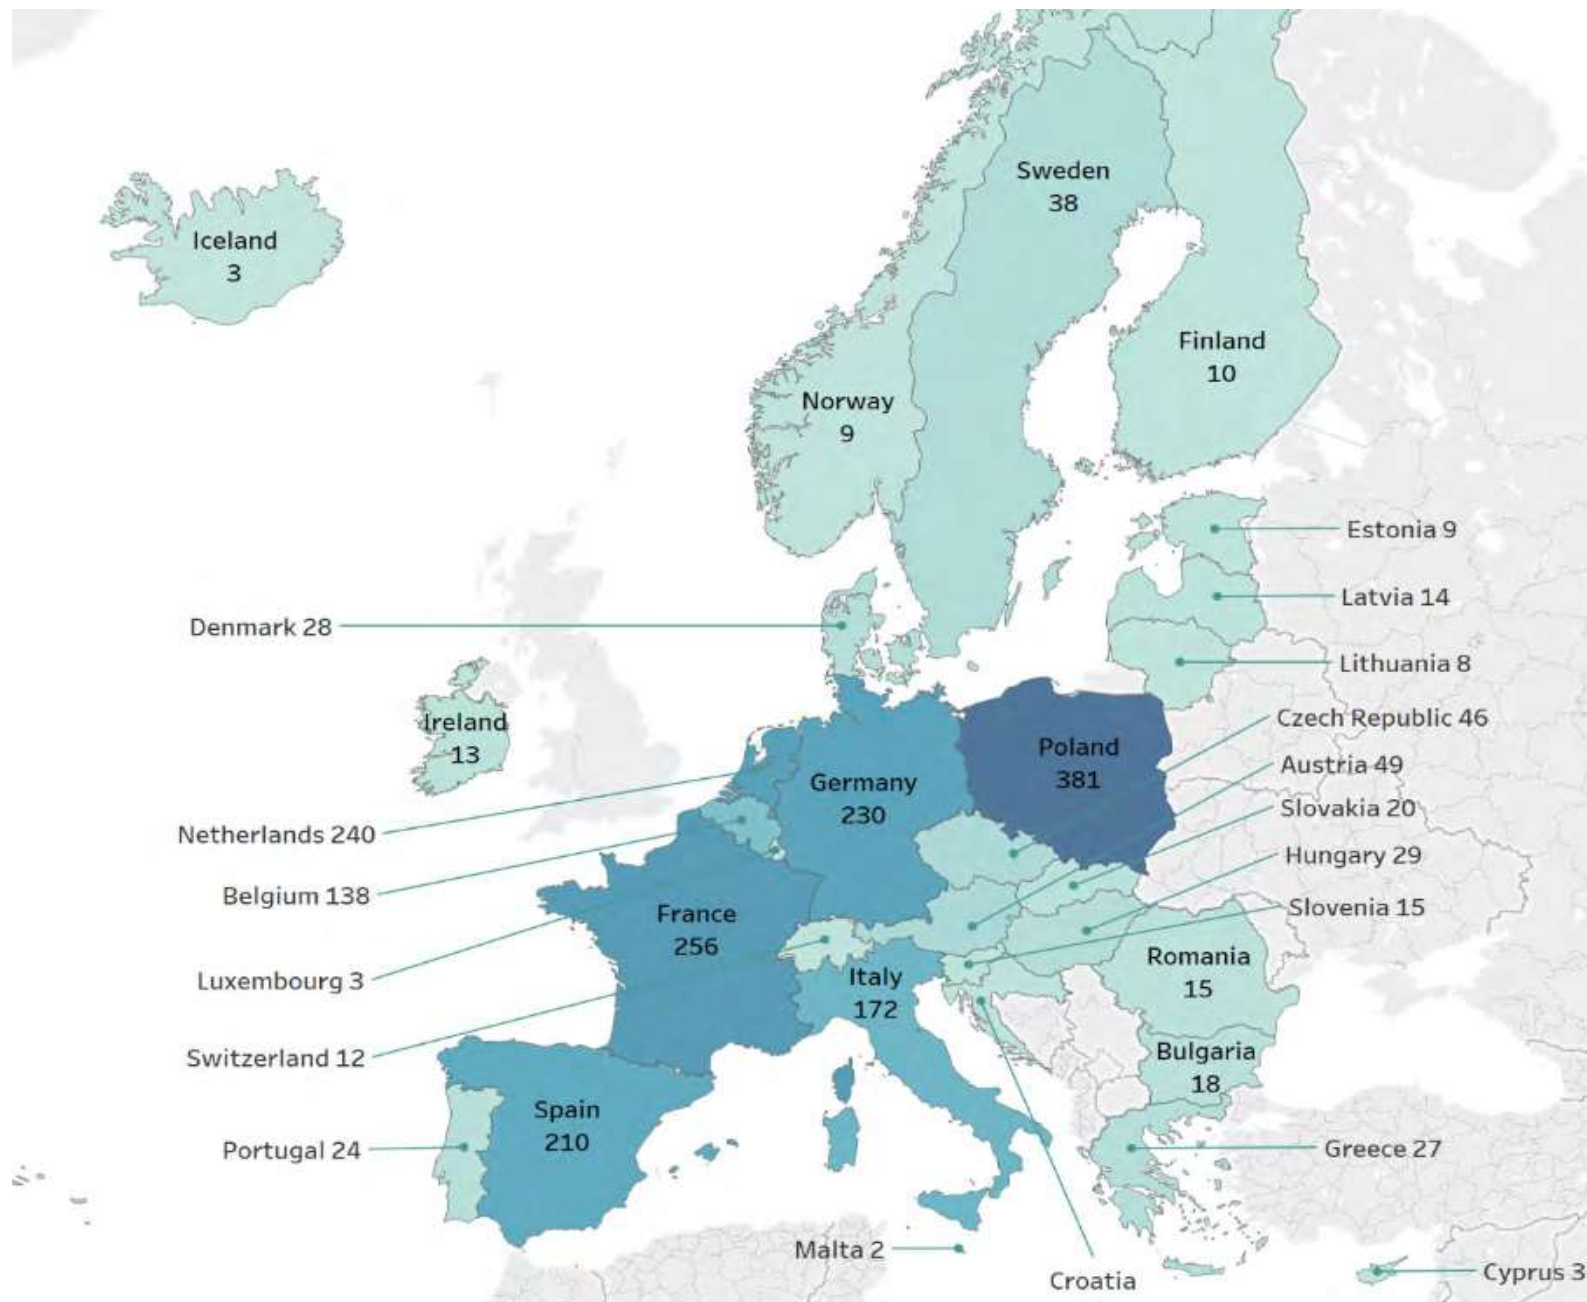 Sweden
38
Iceland
3
Finland
10
Norway
9
Estonia 9
Latvia 14
Denmark 28
Lithuania 8
Ireland
13
Czech Republic 46
Poland
381
Austria 49
Germany
230
Slovakia 20
Netherlands 240
Hungary 29
Belgium 138
Slovenia 15
France
256
Romania
15
Luxembourg 3
Italy
172
Switzerland 12
Bulgaria
18
Spain
210
Portugal 24
Greece 27
Malta 2
Croatia
Cyprus 3